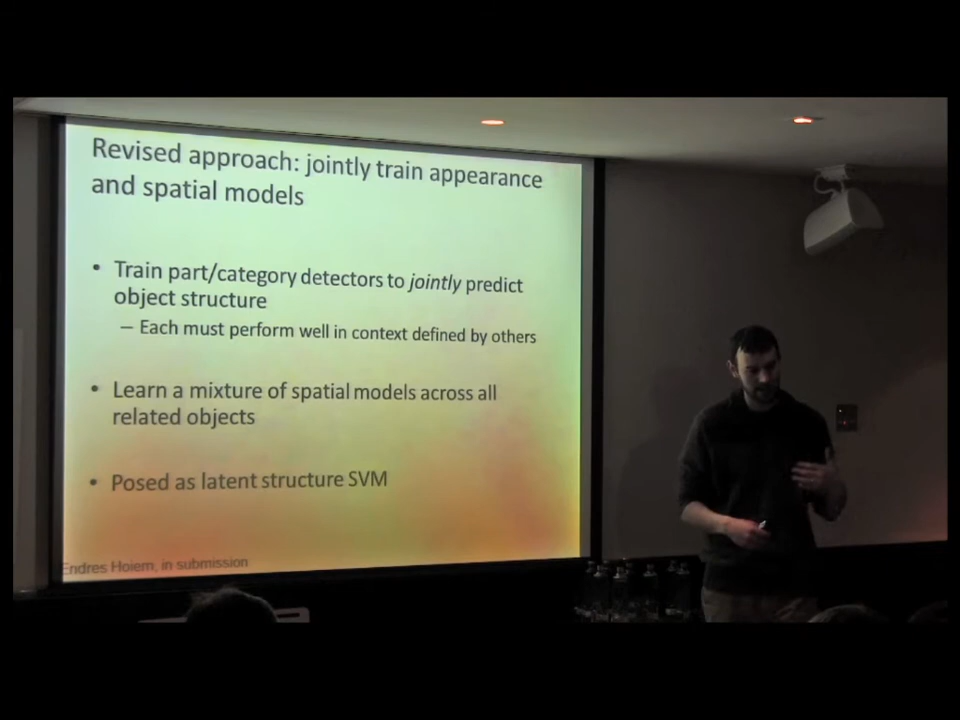 Revised approach: jointly train appearance
and spatial models
• Train part/category detectors to jointly predict
object structure
– Each must perform well in context defined by others
• Learn a mixture of spatial models across all
related objects
• Posed as latent structure SVM
Endres Hoiem, in submission